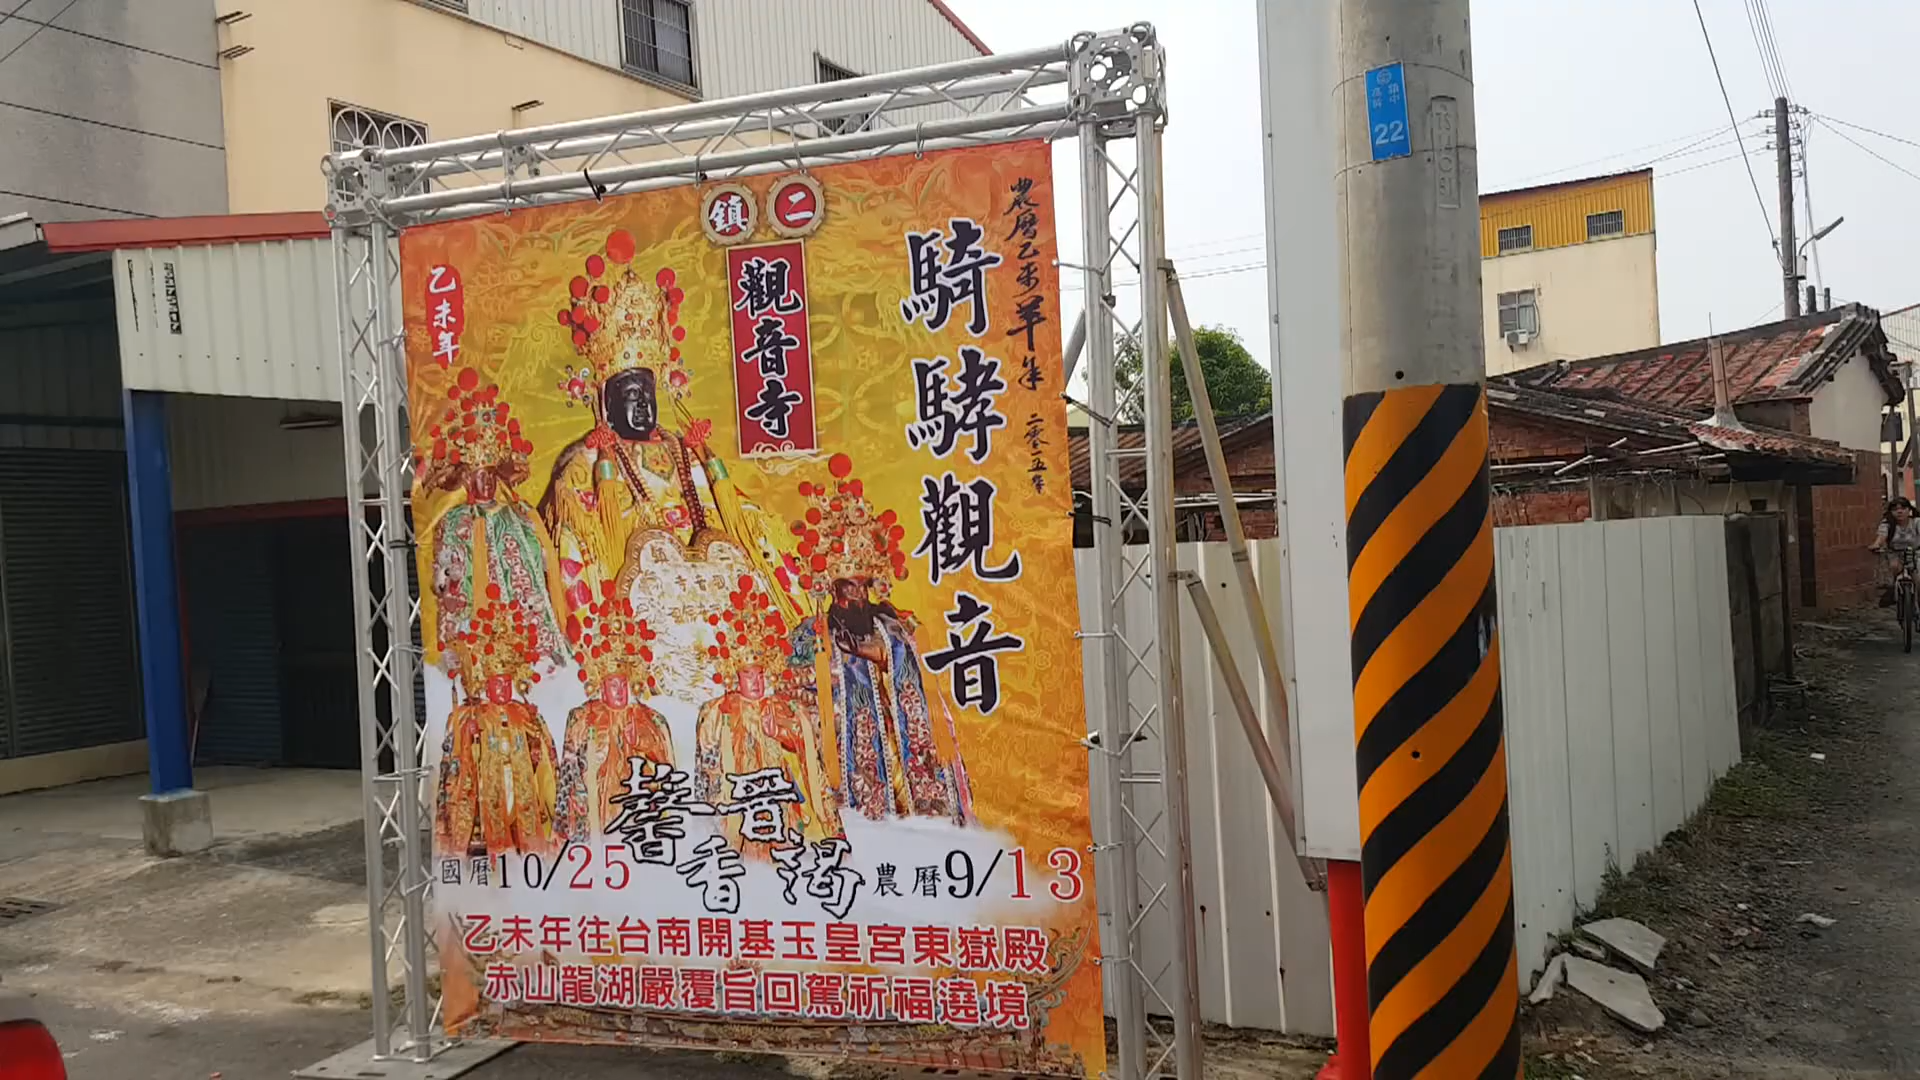 農曆乙未羊年 二零一五年
騎騂觀音
二鎮
觀音寺
乙未年
晉謁
馨香
國曆10/25
農曆9/13
乙未年往台南開基玉皇宮東嶽殿
赤山龍湖巖覆旨回駕祈福遶境
22